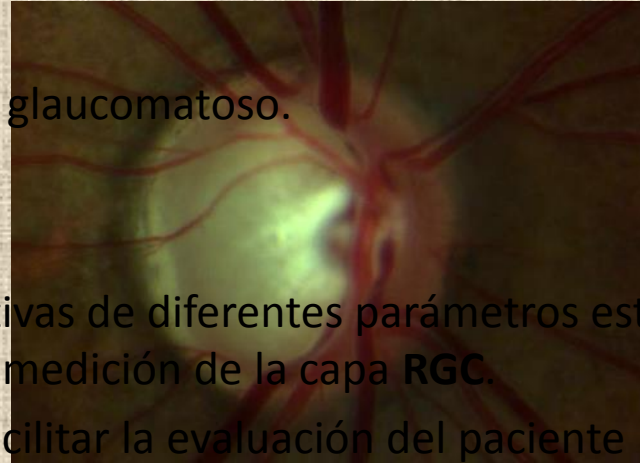 glaucomatoso.
ivas de diferentes parámetros est
medición de la capa RGC.
cilitar la evaluación del paciente